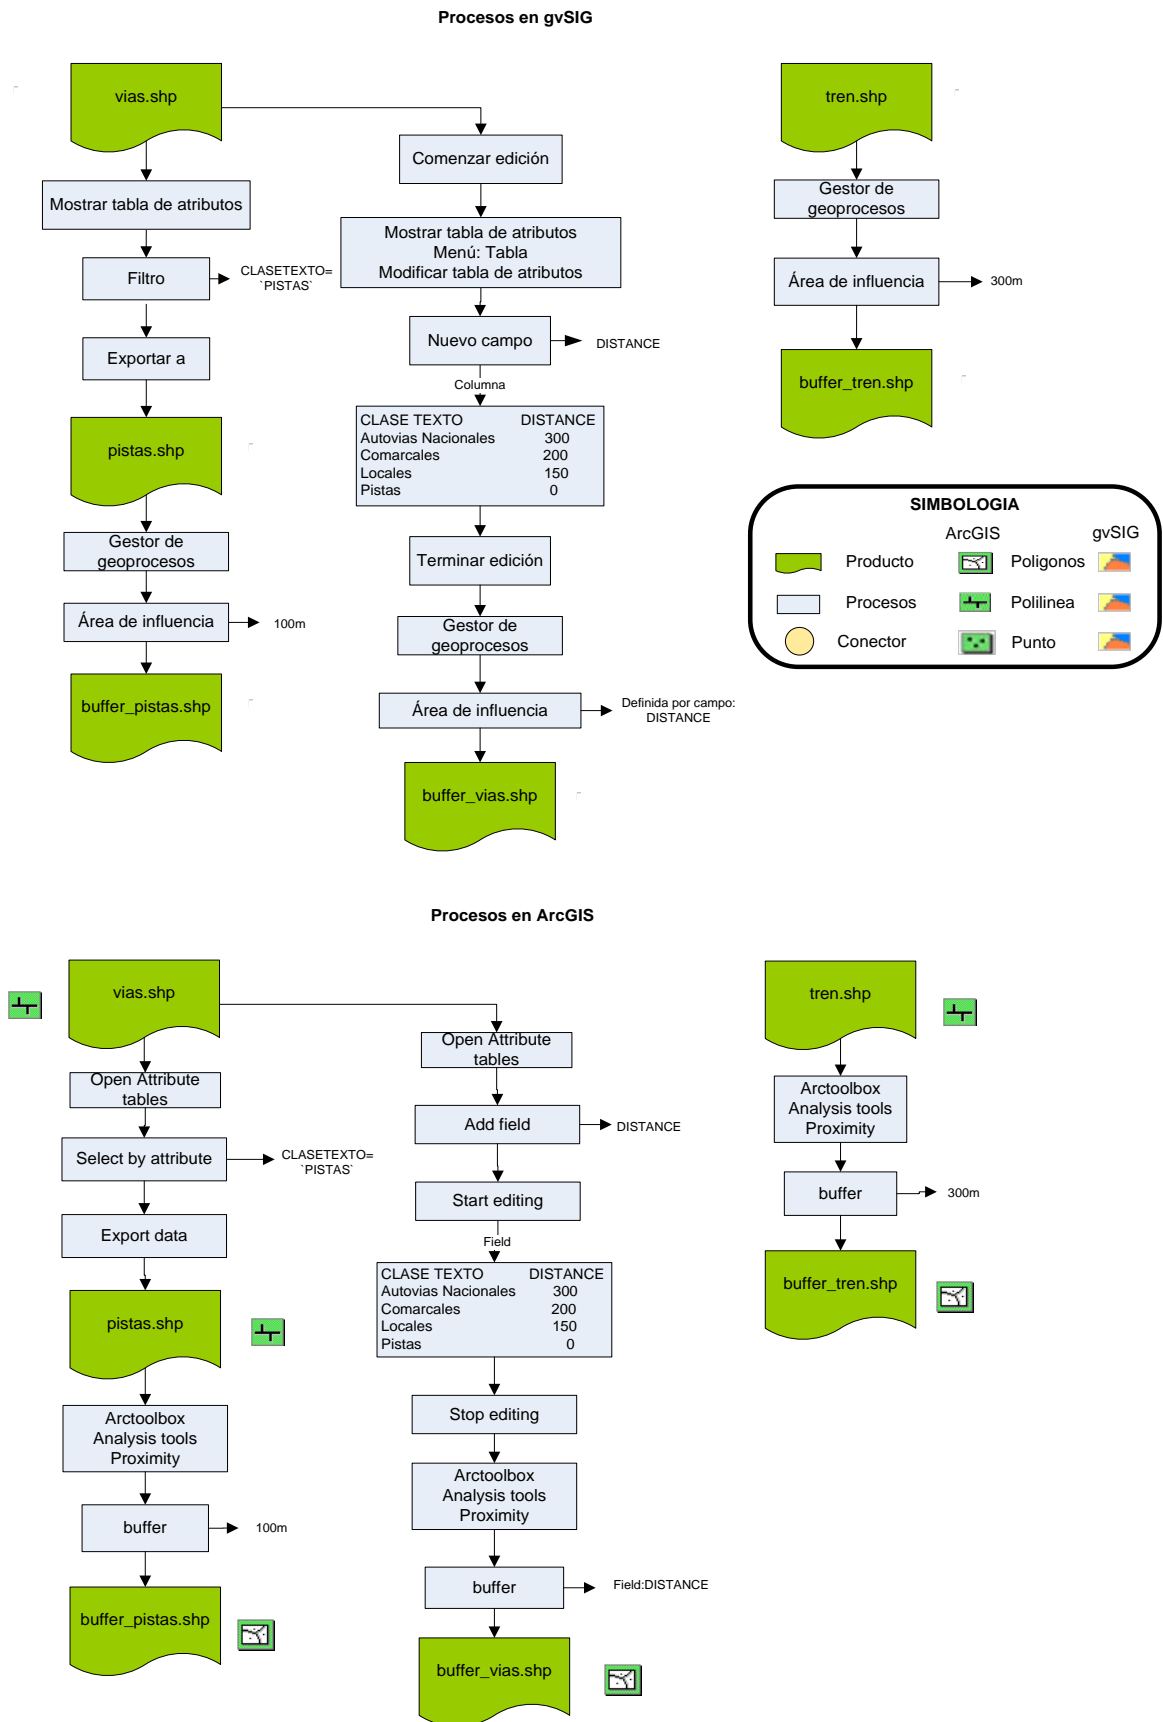 Procesos en gvSIG
vias.shp
Mostrar tabla de atributos
Filtro
CLASETEXTO=
`PISTAS`
Exportar a
pistas.shp
Gestor de
geoprocesos
Área de influencia
100m
buffer_pistas.shp
Comenzar edición
Mostrar tabla de atributos
Menú: Tabla
Modificar tabla de atributos
Nuevo campo
DISTANCE
Columna
CLASE TEXTO DISTANCE
Autovias Nacionales 300
Comarcales 200
Locales 150
Pistas 0
Terminar edición
Gestor de
geoprocesos
Área de influencia
Definida por campo:
DISTANCE
buffer_vias.shp
tren.shp
Gestor de
geoprocesos
Área de influencia
300m
buffer_tren.shp
SIMBOLOGIA
ArcGIS gvSIG
Producto Poligonos
Procesos Polilinea
Conector Punto
Procesos en ArcGIS
vias.shp
Open Attribute
tables
Select by attribute
CLASETEXTO=
`PISTAS`
Export data
pistas.shp
Arctoolbox
Analysis tools
Proximity
buffer
100m
buffer_pistas.shp
Open Attribute
tables
Add field
DISTANCE
Start editing
Field
CLASE TEXTO DISTANCE
Autovias Nacionales 300
Comarcales 200
Locales 150
Pistas 0
Stop editing
Arctoolbox
Analysis tools
Proximity
buffer
Field:DISTANCE
buffer_vias.shp
tren.shp
Arctoolbox
Analysis tools
Proximity
buffer
300m
buffer_tren.shp